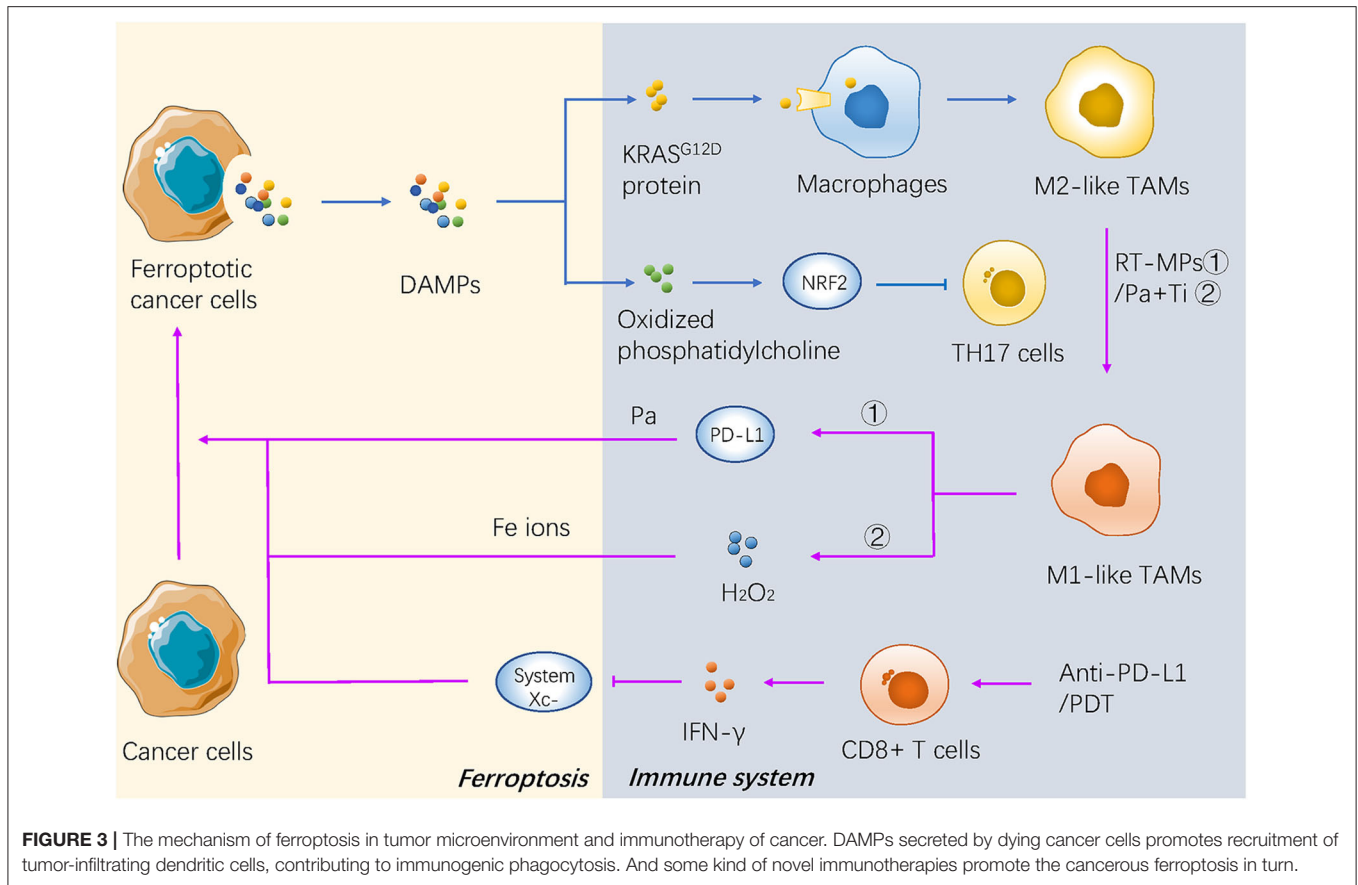 KRASG12D
protein
Macrophages
M2-like TAMs
Ferroptotic
cancer cells
DAMPs
NRF2
RT-MPs①
/Pa+Ti ②
Oxidized
phosphatidylcholine
TH17 cells
Pa
PD-L1
①
Fe ions
②
H2O2
M1-like TAMs
System
Xc-
IFN-γ
CD8+ T cells
Anti-PD-L1
/PDT
Cancer cells
Ferroptosis
Immune system
FIGURE 3 | The mechanism of ferroptosis in tumor microenvironment and immunotherapy of cancer. DAMPs secreted by dying cancer cells promotes recruitment of
tumor-infiltrating dendritic cells, contributing to immunogenic phagocytosis. And some kind of novel immunotherapies promote the cancerous ferroptosis in turn.